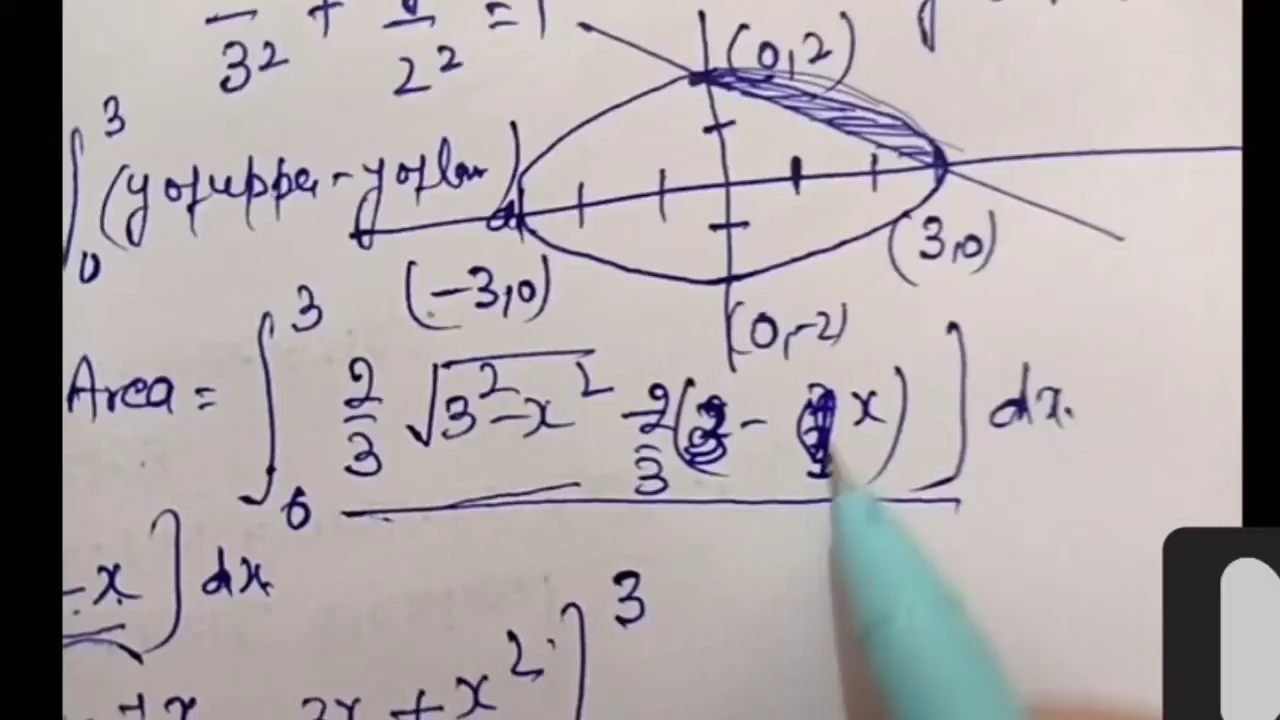 /3² + /2² = 1
(0,2)
∫₀³ (y of upper - y of low
(3,0)
(-3,0)
(0,-2)
Area = ∫₀³ 2/3 √(3²-x²) - 2/3 (3 - x) ] dx.
-x ] dx
3x + x² ]³